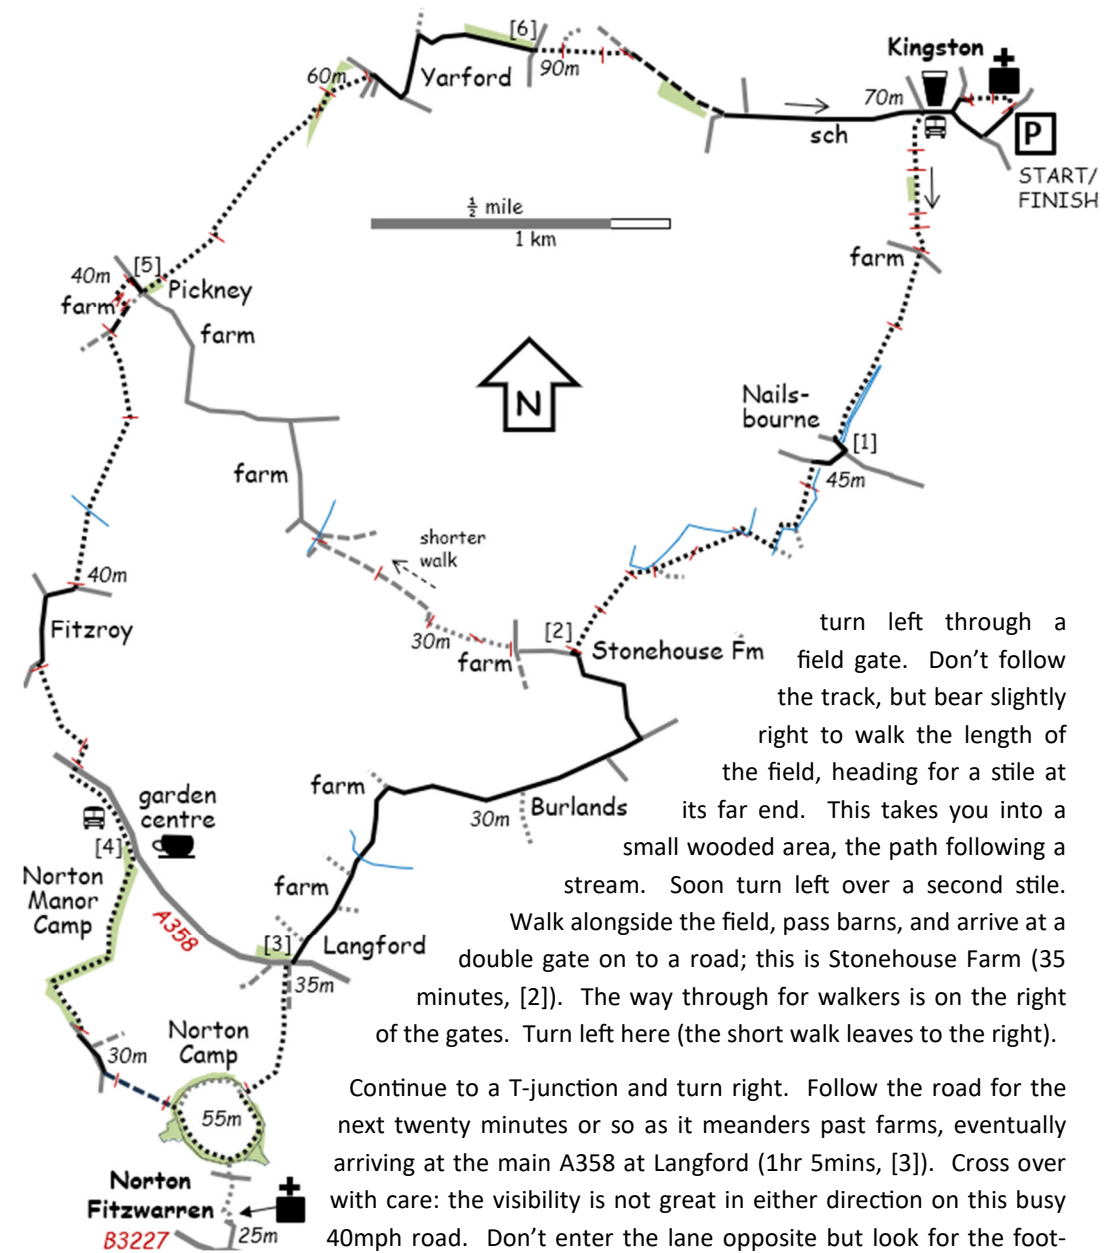 [6]
Kingston
Yarford
60m
90m
70m
sch
P
START/
FINISH
½ mile
1 km
farm
[5]
40m
Pickney
farm
farm
N
Nails-
bourne
[1]
45m
farm
shorter
walk
40m
Fitzroy
30m
[2]
farm
Stonehouse Fm
farm
garden
centre
Burlands
30m
[4]
Norton
Manor
Camp
A358
farm
[3]
Langford
35m
Norton
Camp
30m
55m
Norton
Fitzwarren
B3227
25m
turn left through a
field gate. Don’t follow
the track, but bear slightly
right to walk the length of
the field, heading for a stile at
its far end. This takes you into a
small wooded area, the path following a
stream. Soon turn left over a second stile.
Walk alongside the field, pass barns, and arrive at a
double gate on to a road; this is Stonehouse Farm (35
minutes, [2]). The way through for walkers is on the right
of the gates. Turn left here (the short walk leaves to the right).
Continue to a T-junction and turn right. Follow the road for the
next twenty minutes or so as it meanders past farms, eventually
arriving at the main A358 at Langford (1hr 5mins, [3]). Cross over
with care: the visibility is not great in either direction on this busy
40mph road. Don’t enter the lane opposite but look for the foot-